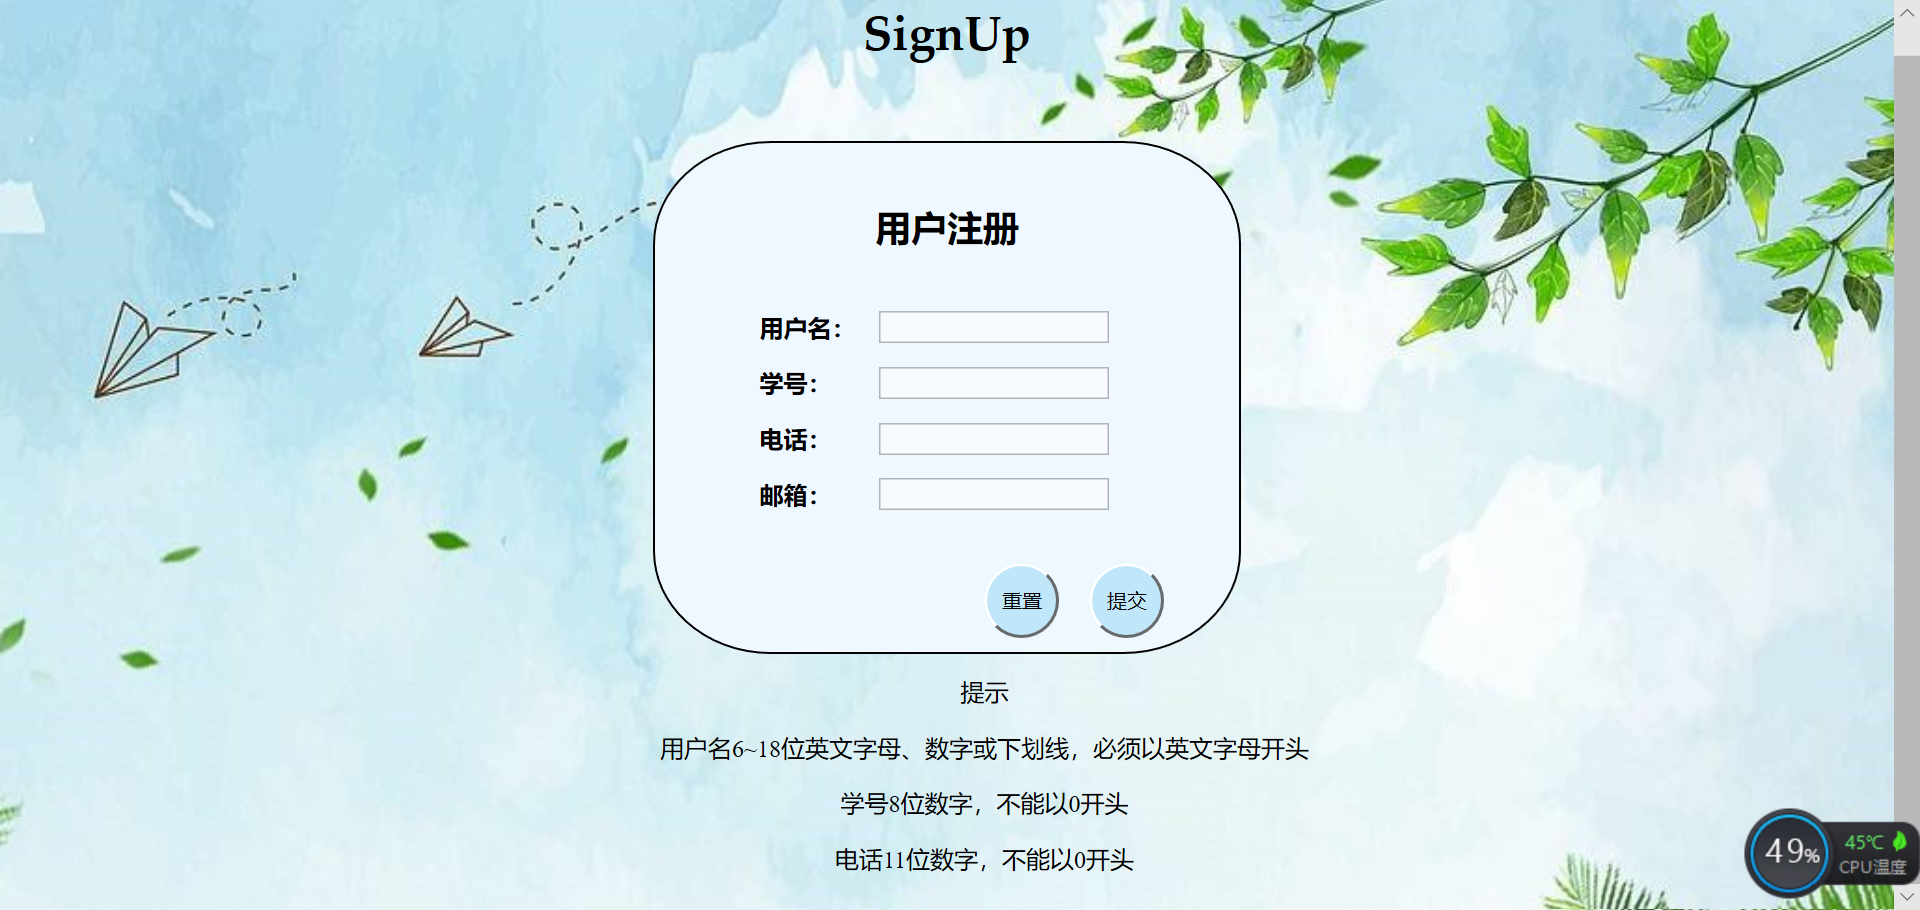 SignUp
用户注册
用户名：
学号：
电话：
邮箱：
重置 提交
提示
用户名6~18位英文字母、数字或下划线，必须以英文字母开头
学号8位数字，不能以0开头
电话11位数字，不能以0开头
49%
45℃
CPU温度